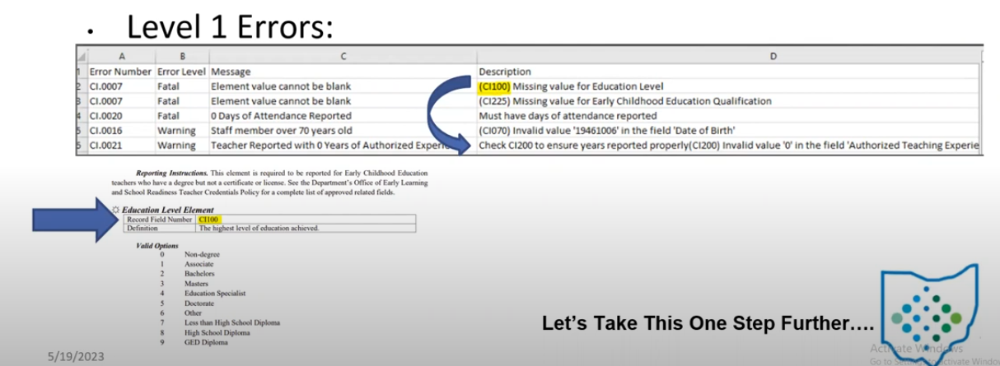 • Level 1 Errors:
A B C D
1 Error Number Error Level Message Description
2 CI.0007 Fatal Element value cannot be blank (CI100) Missing value for Education Level
3 CI.0007 Fatal Element value cannot be blank (CI225) Missing value for Early Childhood Education Qualification
4 CI.0020 Fatal 0 Days of Attendance Reported Must have days of attendance reported
5 CI.0016 Warning Staff member over 70 years old (CI070) Invalid value '19461006' in the field 'Date of Birth'
CI.0021 Warning Teacher Reported with 0 Years of Authorized Check CI200 to ensure years reported properly(CI200) Invalid value '0' in the field 'Authorized Teaching Experie
Reporting Instructions. This element is required to be reported for Early Childhood Education
teachers who have a degree but not a certificate or license. See the Department's Office of Early Learning
and School Readiness Teacher Credentials Policy for a complete list of approved related fields.
Education Level Element
Record Field Number CI100
Definition The highest level of education achieved.
Valid Options
0 Non-degree
1 Associate
2 Bachelors
3 Masters
4 Education Specialist
5 Doctorate
6 Other
7 Less than High School Diploma
8 High School Diploma
9 GED Diploma
Let's Take This One Step Further….
5/19/2023
Activate Windows
Go to Settings to activate Window